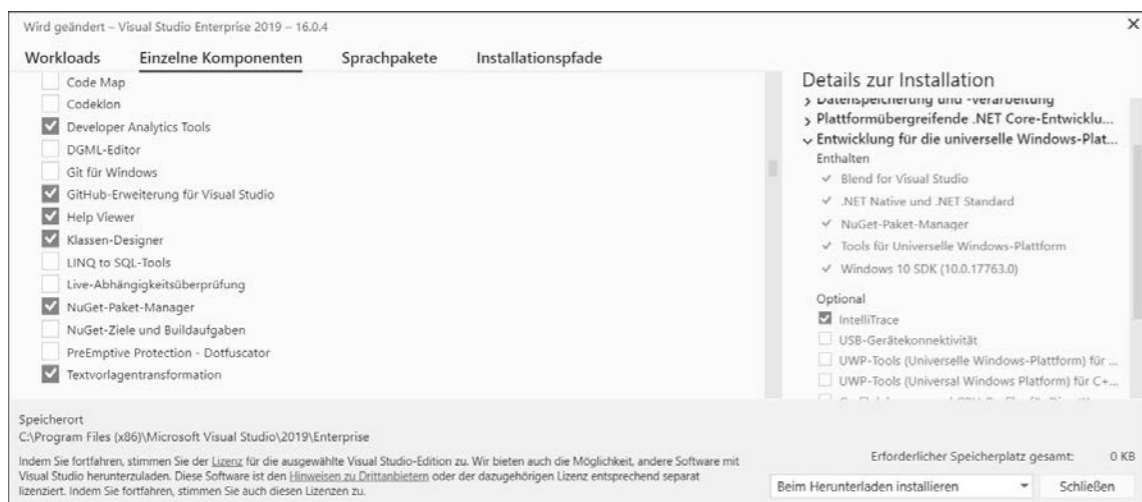 Wird geändert – Visual Studio Enterprise 2019 – 16.0.4
Workloads Einzelne Komponenten Sprachpakete Installationspfade
Code Map
Codeklon
Developer Analytics Tools
DGML-Editor
Git für Windows
GitHub-Erweiterung für Visual Studio
Help Viewer
Klassen-Designer
LINQ to SQL-Tools
Live-Abhängigkeitsüberprüfung
NuGet-Paket-Manager
NuGet-Ziele und Buildaufgaben
PreEmptive Protection - Dotfuscator
Textvorlagentransformation
Details zur Installation
Datenspeicherung und -verarbeitung
Plattformübergreifende .NET Core-Entwicklu...
Entwicklung für die universelle Windows-Plat...
Enthalten
Blend for Visual Studio
.NET Native und .NET Standard
NuGet-Paket-Manager
Tools für Universelle Windows-Plattform
Windows 10 SDK (10.0.17763.0)
Optional
IntelliTrace
USB-Gerätekonnektivität
UWP-Tools (Universelle Windows-Plattform) für ...
UWP-Tools (Universal Windows Platform) für C+...
Speicherort
C:\Program Files (x86)\Microsoft Visual Studio\2019\Enterprise
Indem Sie fortfahren, stimmen Sie der Lizenz für die ausgewählte Visual Studio-Edition zu. Wir bieten auch die Möglichkeit, andere Software mit
Visual Studio herunterzuladen. Diese Software ist den Hinweisen zu Drittanbietern oder der dazugehörigen Lizenz entsprechend separat
lizenziert. Indem Sie fortfahren, stimmen Sie auch diesen Lizenzen zu.
Erforderlicher Speicherplatz gesamt: 0 KB
Beim Herunterladen installieren
Schließen